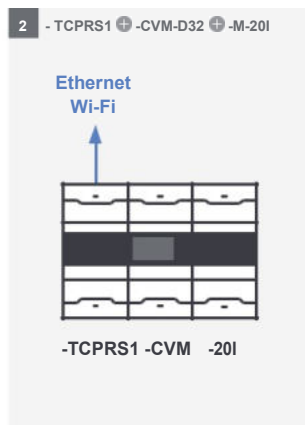 2 - TCPRS1 + -CVM-D32 + -M-20I
Ethernet
Wi-Fi
-TCPRS1 -CVM -20I